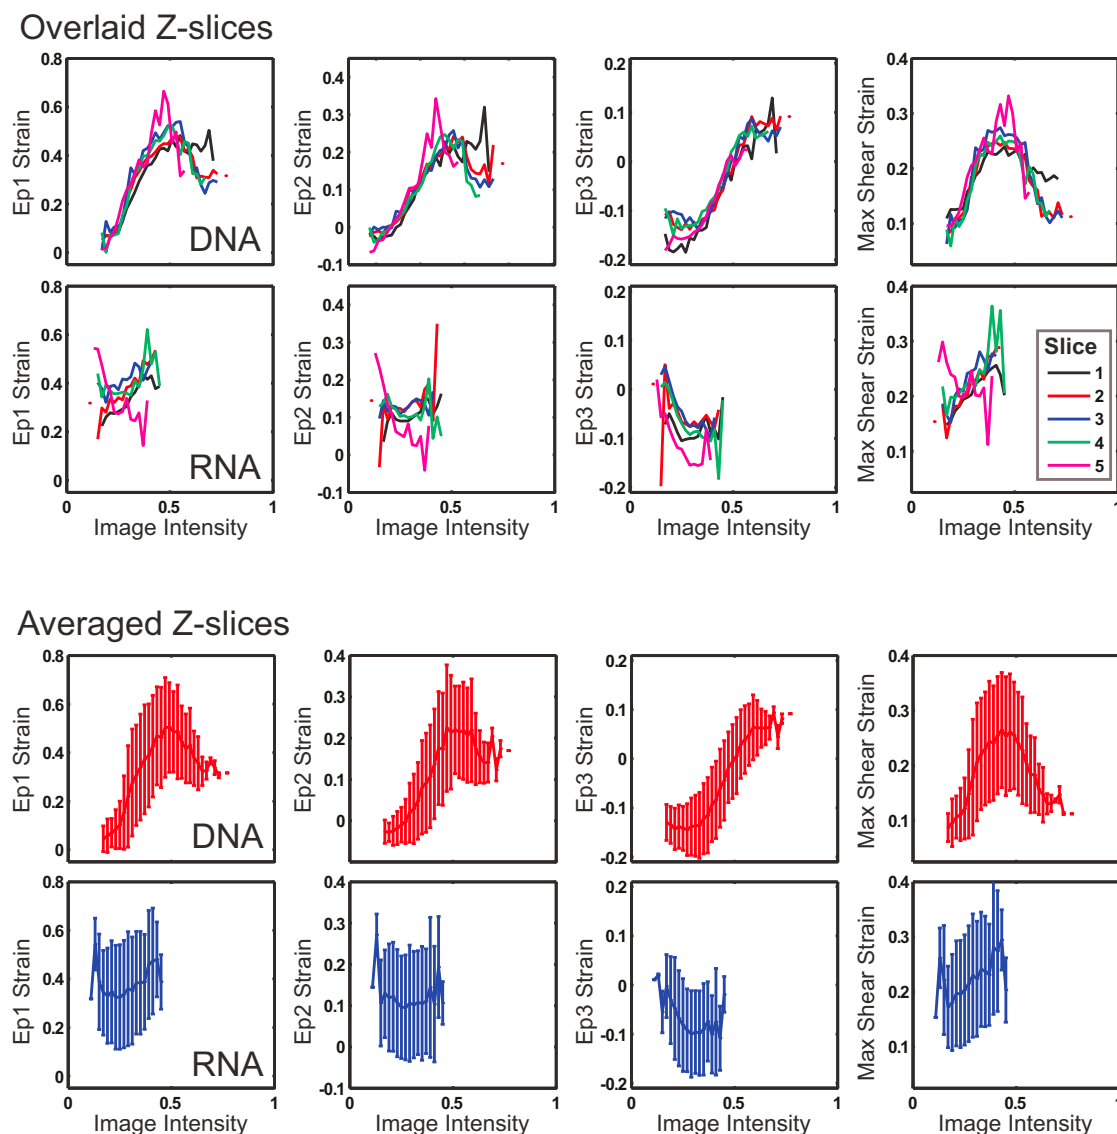 Overlaid Z-slices
Ep1 Strain
0.8
0.6
0.4
0.2
0
DNA
Ep2 Strain
0.4
0.3
0.2
0.1
0
-0.1
Ep3 Strain
0.2
0.1
0
-0.1
-0.2
Max Shear Strain
0.4
0.3
0.2
0.1
Ep1 Strain
0.8
0.6
0.4
0.2
0
RNA
0 0.5 1
Image Intensity
Ep2 Strain
0.4
0.3
0.2
0.1
0
-0.1
0 0.5 1
Image Intensity
Ep3 Strain
0.2
0.1
0
-0.1
-0.2
0 0.5 1
Image Intensity
Max Shear Strain
0.4
0.3
0.2
0.1
Slice
1
2
3
4
5
0 0.5 1
Image Intensity
Averaged Z-slices
Ep1 Strain
0.8
0.6
0.4
0.2
0
DNA
Ep2 Strain
0.4
0.3
0.2
0.1
0
Ep3 Strain
0.2
0.1
0
-0.1
-0.2
Max Shear Strain
0.4
0.3
0.2
0.1
Ep1 Strain
0.8
0.6
0.4
0.2
0
RNA
0 0.5 1
Image Intensity
Ep2 Strain
0.4
0.3
0.2
0.1
0
-0.1
0 0.5 1
Image Intensity
Ep3 Strain
0.2
0.1
0
-0.1
-0.2
0 0.5 1
Image Intensity
Max Shear Strain
0.4
0.3
0.2
0.1
0 0.5 1
Image Intensity